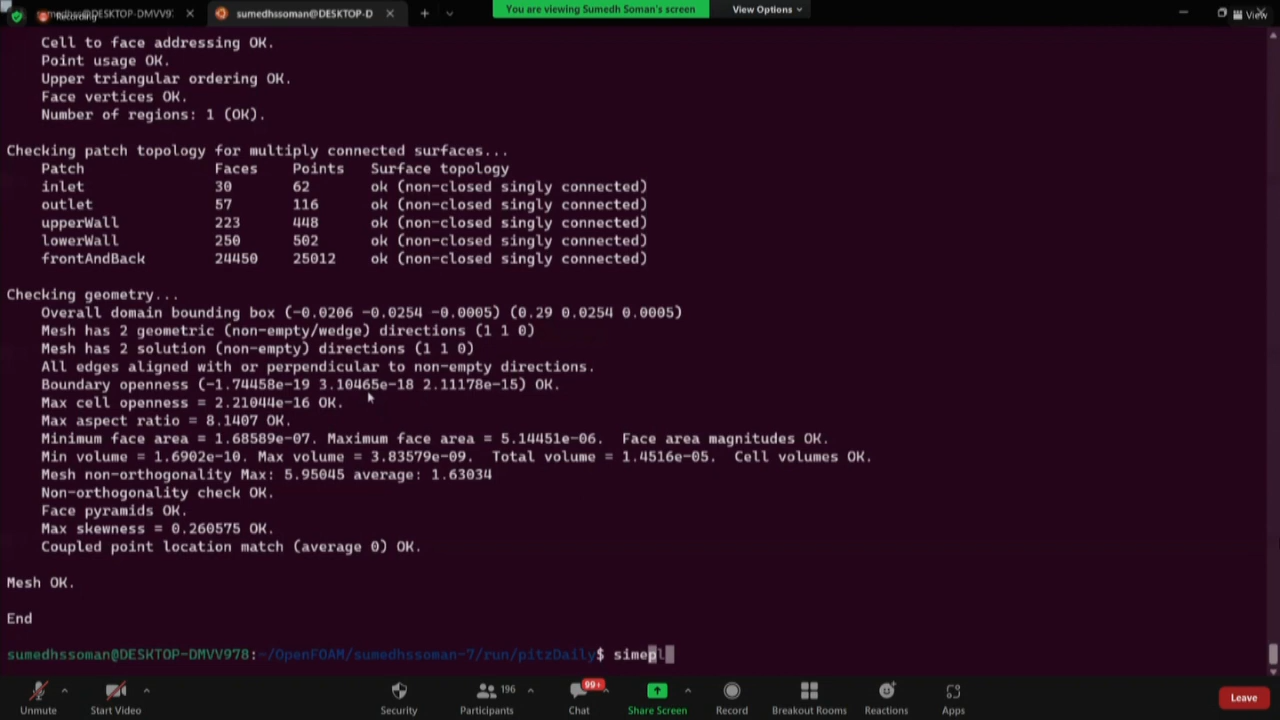 sumedhssoman@DESKTOP-D
You are viewing Sumedh Soman's screen
View Options
View
Cell to face addressing OK.
Point usage OK.
Upper triangular ordering OK.
Face vertices OK.
Number of regions: 1 (OK).
Checking patch topology for multiply connected surfaces...
Patch Faces Points Surface topology
inlet 30 62 ok (non-closed singly connected)
outlet 57 116 ok (non-closed singly connected)
upperWall 223 448 ok (non-closed singly connected)
lowerWall 250 502 ok (non-closed singly connected)
frontAndBack 24450 25012 ok (non-closed singly connected)
Checking geometry...
Overall domain bounding box (-0.0206 -0.0254 -0.0005) (0.29 0.0254 0.0005)
Mesh has 2 geometric (non-empty/wedge) directions (1 1 0)
Mesh has 2 solution (non-empty) directions (1 1 0)
All edges aligned with or perpendicular to non-empty directions.
Boundary openness (-1.74458e-19 3.10465e-18 2.11178e-15) OK.
Max cell openness = 2.21044e-16 OK.
Max aspect ratio = 8.1407 OK.
Minimum face area = 1.68589e-07. Maximum face area = 5.14451e-06. Face area magnitudes OK.
Min volume = 1.6902e-10. Max volume = 3.83579e-09. Total volume = 1.4516e-05. Cell volumes OK.
Mesh non-orthogonality Max: 5.95045 average: 1.63034
Non-orthogonality check OK.
Face pyramids OK.
Max skewness = 0.260575 OK.
Coupled point location match (average 0) OK.
Mesh OK.
End
sumedhssoman@DESKTOP-DMVV978:~/OpenFOAM/sumedhssoman-7/run/pitzDaily$ simepl
196
99+
Unmute Start Video Security Participants Chat Share Screen Record Breakout Rooms Reactions Apps Leave